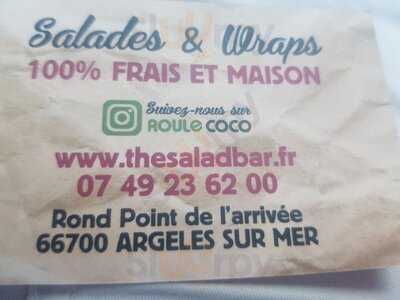 Salades & Wraps
100% FRAIS ET MAISON
Suivez-nous sur
ROULE COCO
www.thesaladbar.fr
07 49 23 62 00
Rond Point de l'arrivée
66700 ARGELES SUR MER